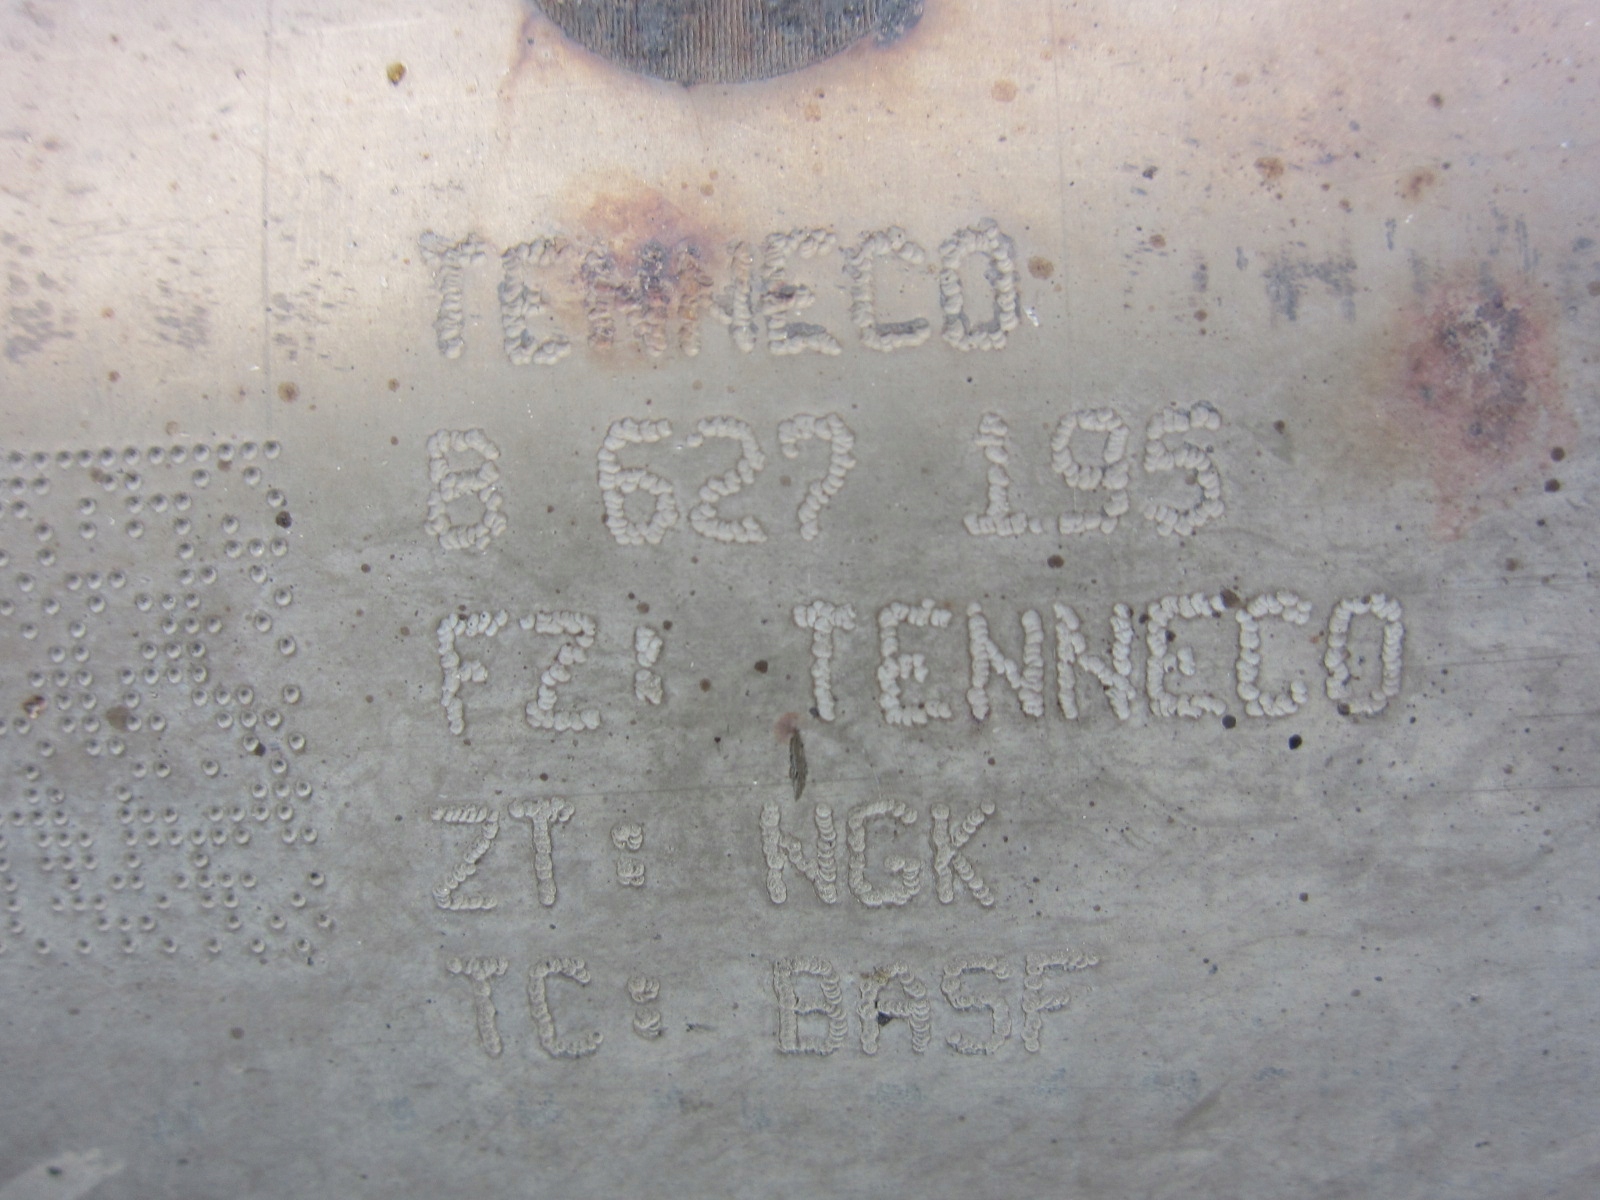 TENNECO
8 627 195
FZ: TENNECO
ZT: NGK
TC: BASF